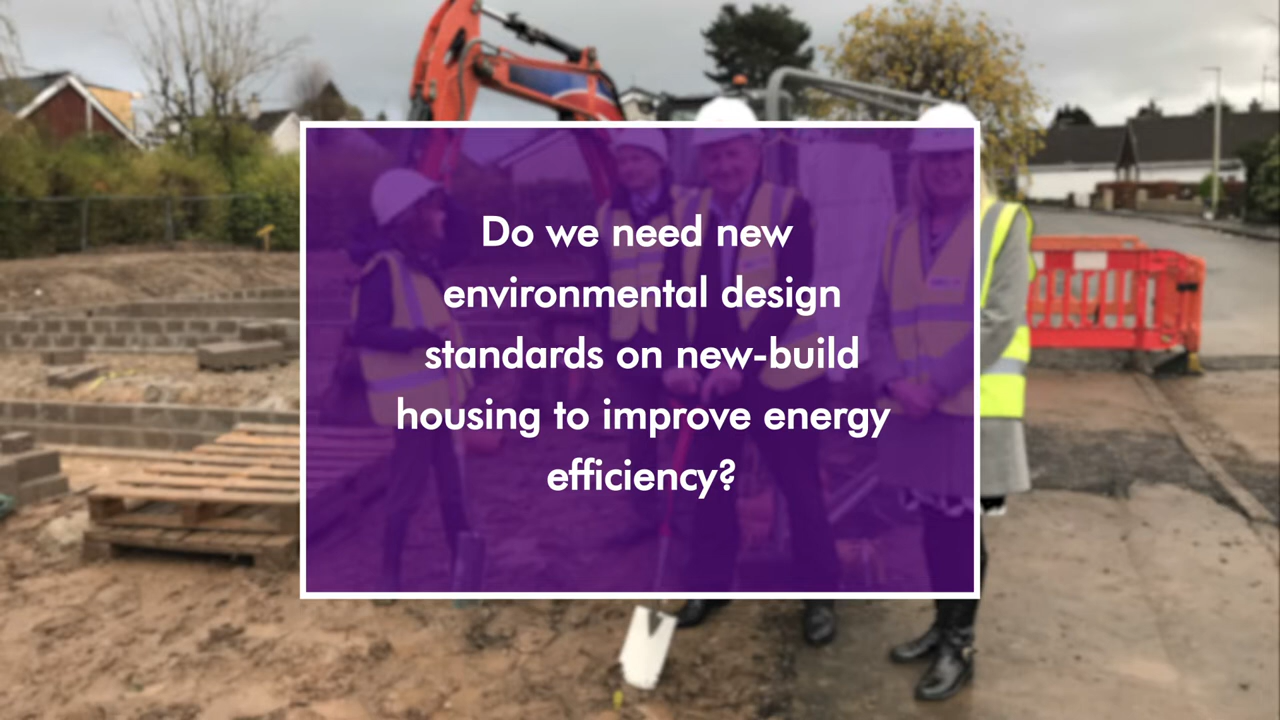 Do we need new
environmental design
standards on new-build
housing to improve energy
efficiency?